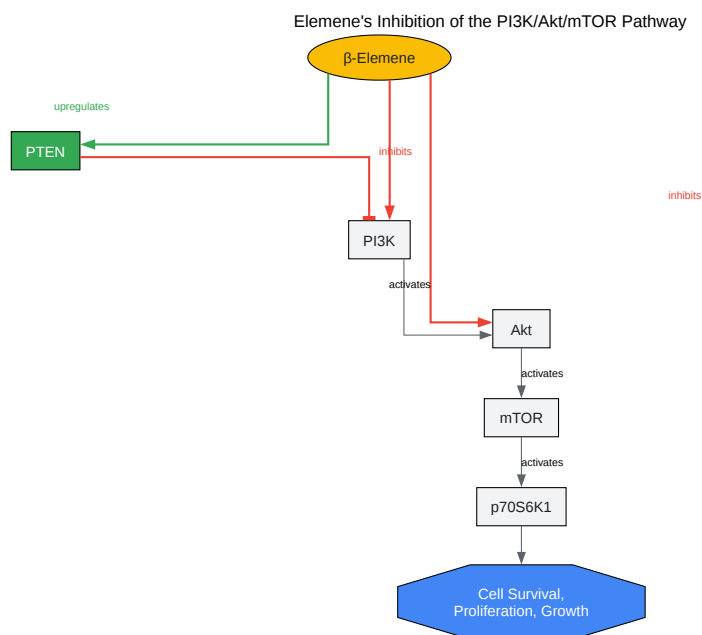 Elemene's Inhibition of the PI3K/Akt/mTOR Pathway
β-Elemene
upregulates
PTEN
inhibits
inhibits
PI3K
activates
Akt
activates
mTOR
activates
p70S6K1
Cell Survival,
Proliferation, Growth